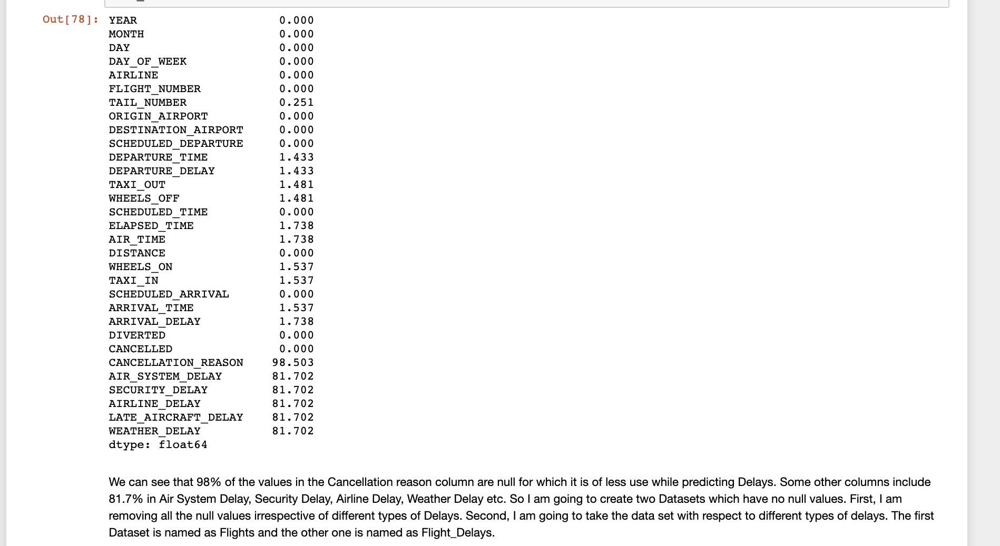 Out[78]: YEAR 0.000
MONTH 0.000
DAY 0.000
DAY_OF_WEEK 0.000
AIRLINE 0.000
FLIGHT_NUMBER 0.000
TAIL_NUMBER 0.251
ORIGIN_AIRPORT 0.000
DESTINATION_AIRPORT 0.000
SCHEDULED_DEPARTURE 0.000
DEPARTURE_TIME 1.433
DEPARTURE_DELAY 1.433
TAXI_OUT 1.481
WHEELS_OFF 1.481
SCHEDULED_TIME 0.000
ELAPSED_TIME 1.738
AIR_TIME 1.738
DISTANCE 0.000
WHEELS_ON 1.537
TAXI_IN 1.537
SCHEDULED_ARRIVAL 0.000
ARRIVAL_TIME 1.537
ARRIVAL_DELAY 1.738
DIVERTED 0.000
CANCELLED 0.000
CANCELLATION_REASON 98.503
AIR_SYSTEM_DELAY 81.702
SECURITY_DELAY 81.702
AIRLINE_DELAY 81.702
LATE_AIRCRAFT_DELAY 81.702
WEATHER_DELAY 81.702
dtype: float64
We can see that 98% of the values in the Cancellation reason column are null for which it is of less use while predicting Delays. Some other columns include
81.7% in Air System Delay, Security Delay, Airline Delay, Weather Delay etc. So I am going to create two Datasets which have no null values. First, I am
removing all the null values irrespective of different types of Delays. Second, I am going to take the data set with respect to different types of delays. The first
Dataset is named as Flights and the other one is named as Flight_Delays.